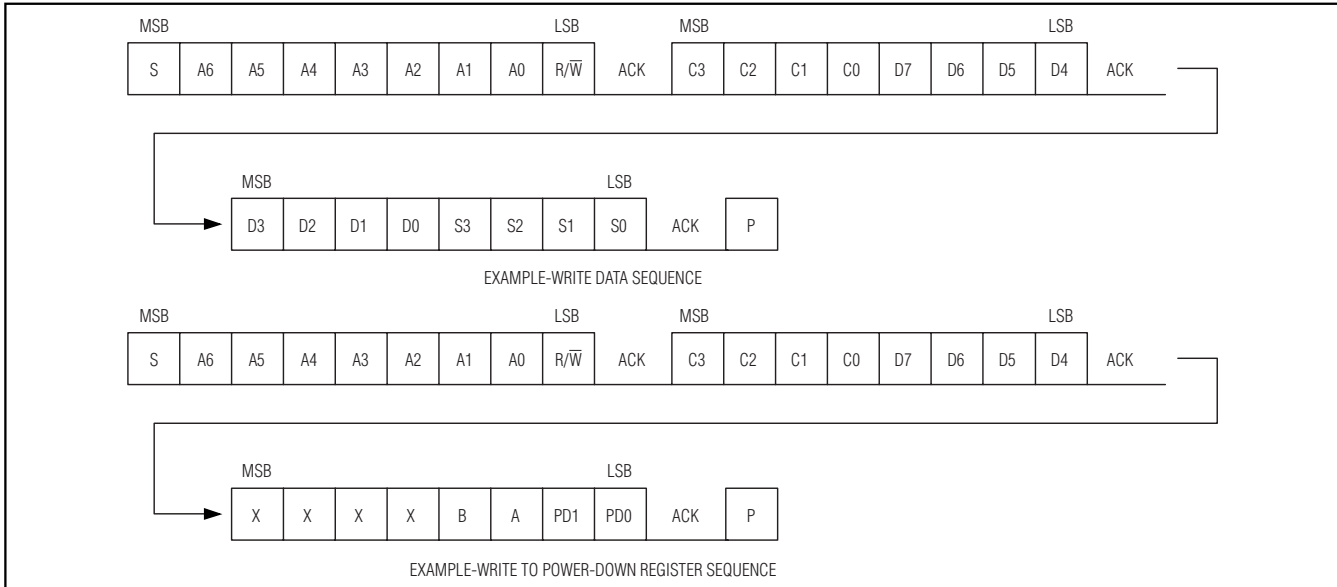 MSB LSB MSB LSB
S A6 A5 A4 A3 A2 A1 A0 R/W̅ ACK C3 C2 C1 C0 D7 D6 D5 D4 ACK
MSB LSB
D3 D2 D1 D0 S3 S2 S1 S0 ACK P
EXAMPLE-WRITE DATA SEQUENCE
MSB LSB MSB LSB
S A6 A5 A4 A3 A2 A1 A0 R/W̅ ACK C3 C2 C1 C0 D7 D6 D5 D4 ACK
MSB LSB
X X X X B A PD1 PD0 ACK P
EXAMPLE-WRITE TO POWER-DOWN REGISTER SEQUENCE